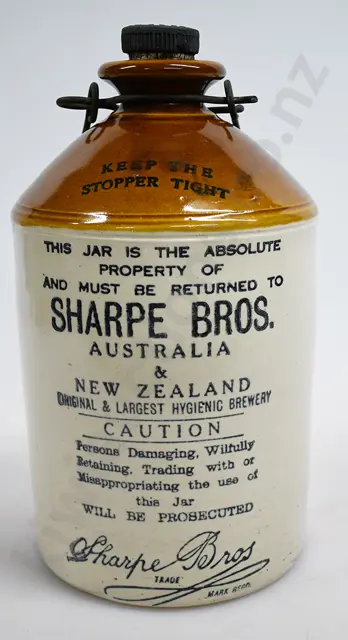 KEEP THE
STOPPER TIGHT
THIS JAR IS THE ABSOLUTE
PROPERTY OF
AND MUST BE RETURNED TO
SHARPE BROS.
AUSTRALIA
&
NEW ZEALAND
ORIGINAL & LARGEST HYGIENIC BREWERY
CAUTION
Persons Damaging, Wilfully
Retaining, Trading with or
Misappropriating the use of
this Jar
WILL BE PROSECUTED
Sharpe Bros
TRADE
MARK REGD.